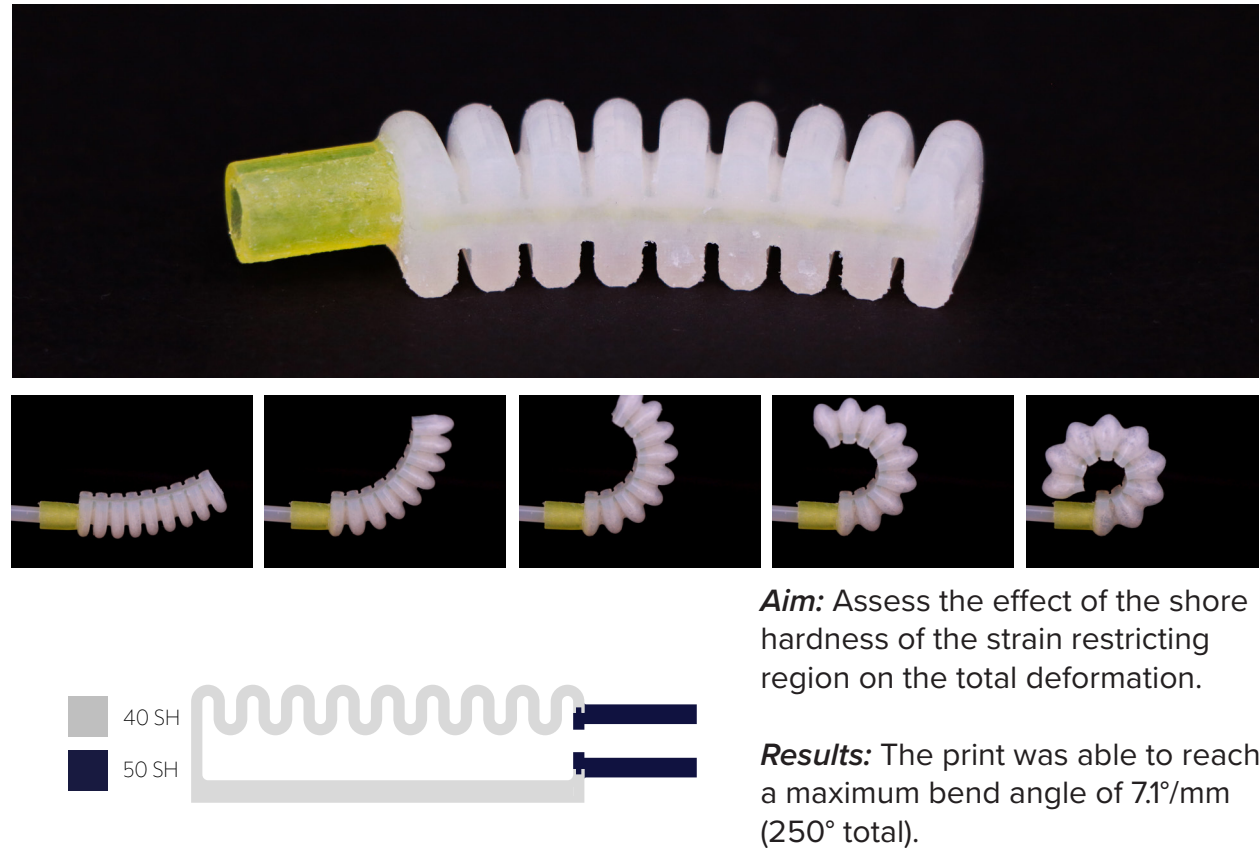 40 SH
50 SH
Aim: Assess the effect of the shore
hardness of the strain restricting
region on the total deformation.
Results: The print was able to reach
a maximum bend angle of 7.1°/mm
(250° total).